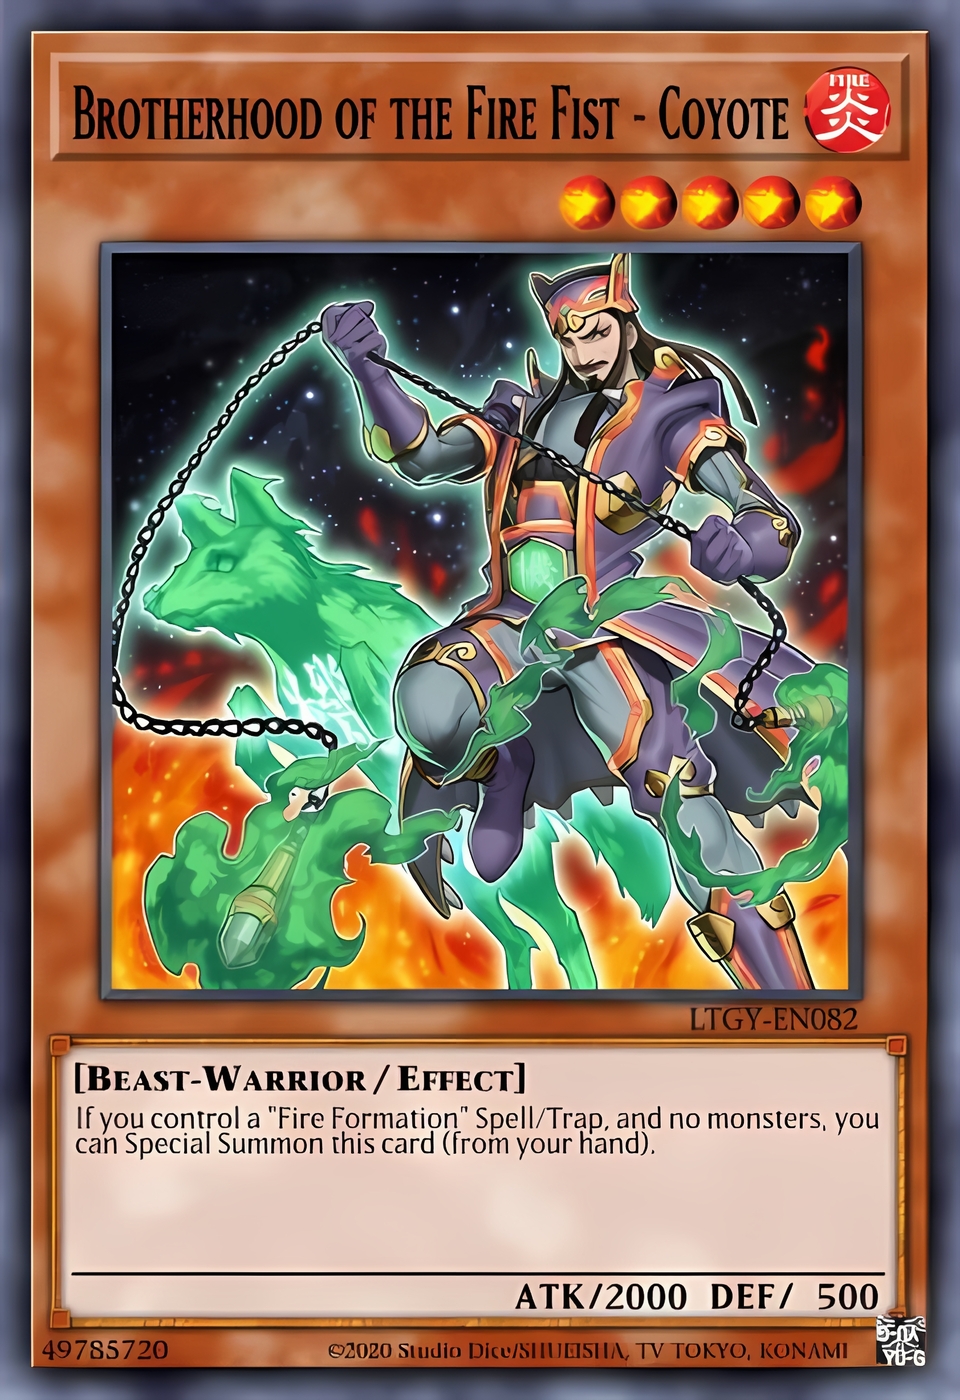 Brotherhood of the Fire Fist - Coyote
FIRE
炎
LTGY-EN082
[Beast-Warrior / Effect]
If you control a "Fire Formation" Spell/Trap, and no monsters, you
can Special Summon this card (from your hand).
ATK/2000 DEF/ 500
49785720
©2020 Studio Dice/SHUEISHA, TV TOKYO, KONAMI